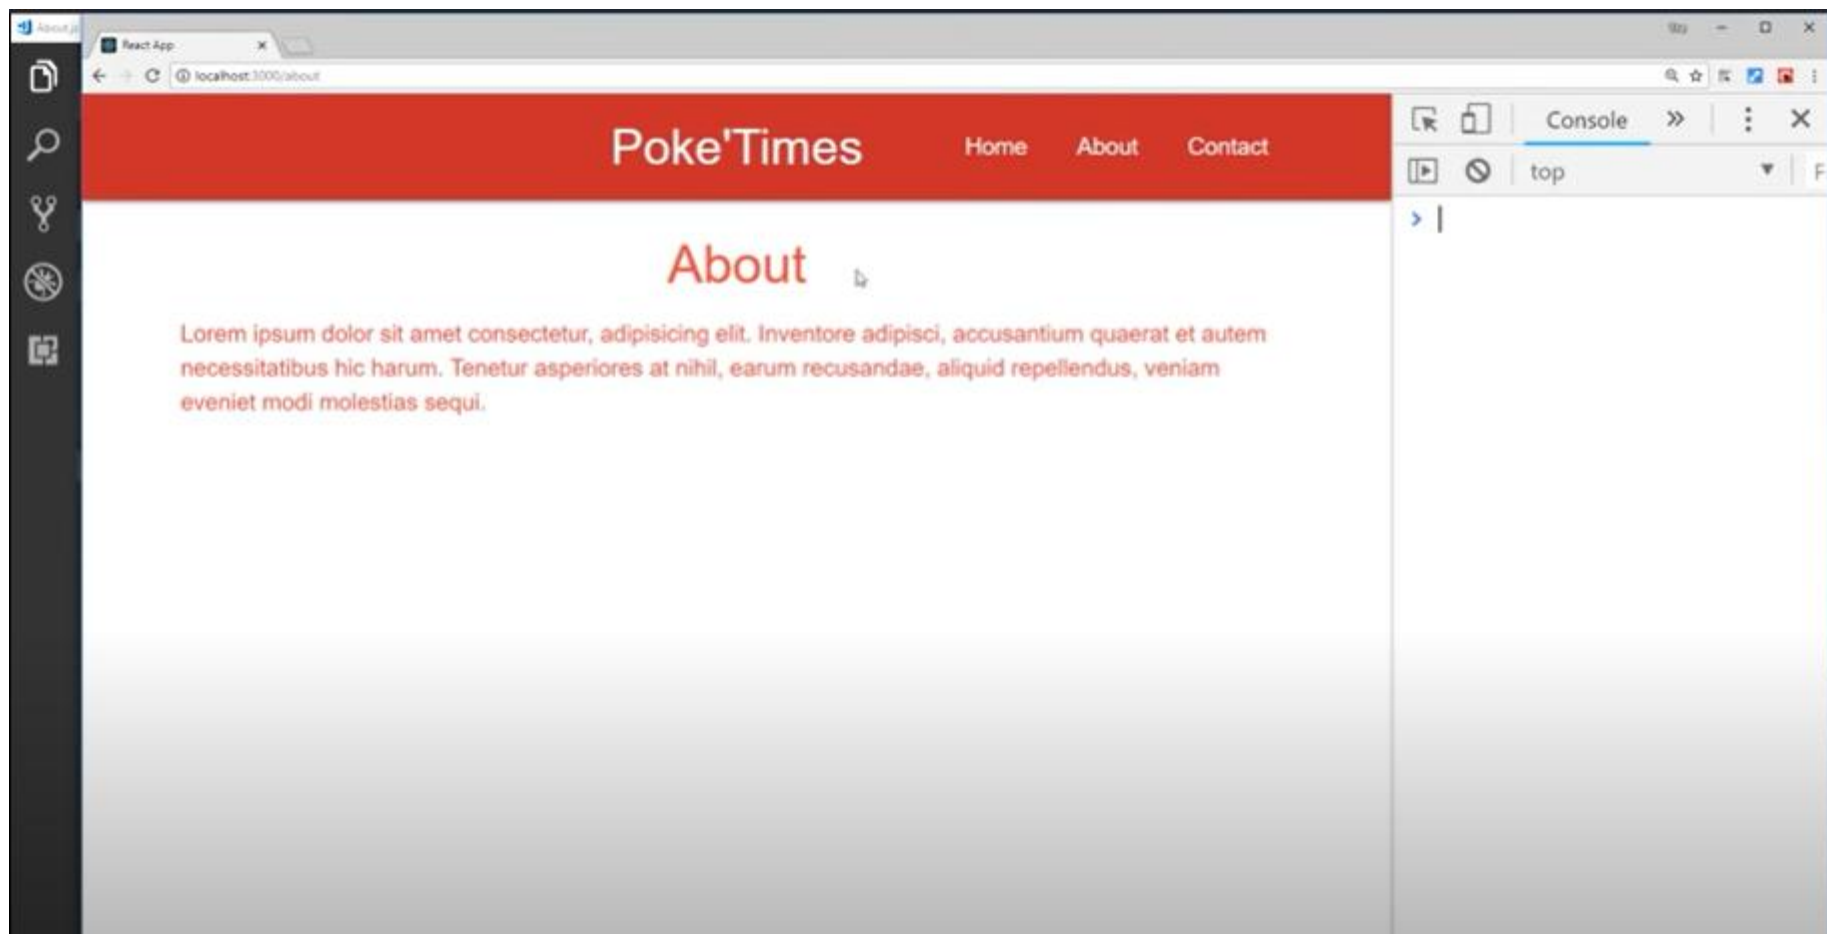 About.js
React App
localhost:3000/about
Poke'Times
Home
About
Contact
Console
top
F
About
Lorem ipsum dolor sit amet consectetur, adipisicing elit. Inventore adipisci, accusantium quaerat et autem
necessitatibus hic harum. Tenetur asperiores at nihil, earum recusandae, aliquid repellendus, veniam
eveniet modi molestias sequi.